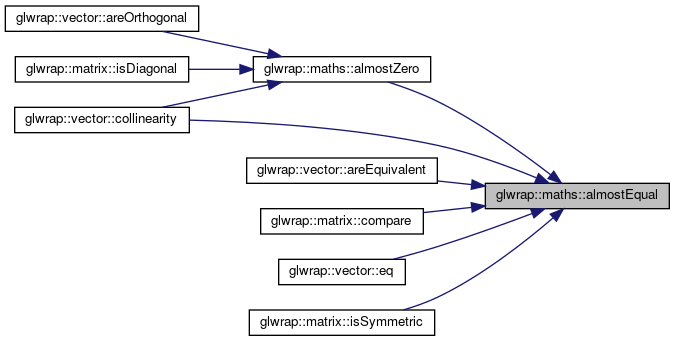 glwrap::vector::areOrthogonal
glwrap::matrix::isDiagonal
glwrap::maths::almostZero
glwrap::vector::collinearity
glwrap::vector::areEquivalent
glwrap::maths::almostEqual
glwrap::matrix::compare
glwrap::vector::eq
glwrap::matrix::isSymmetric